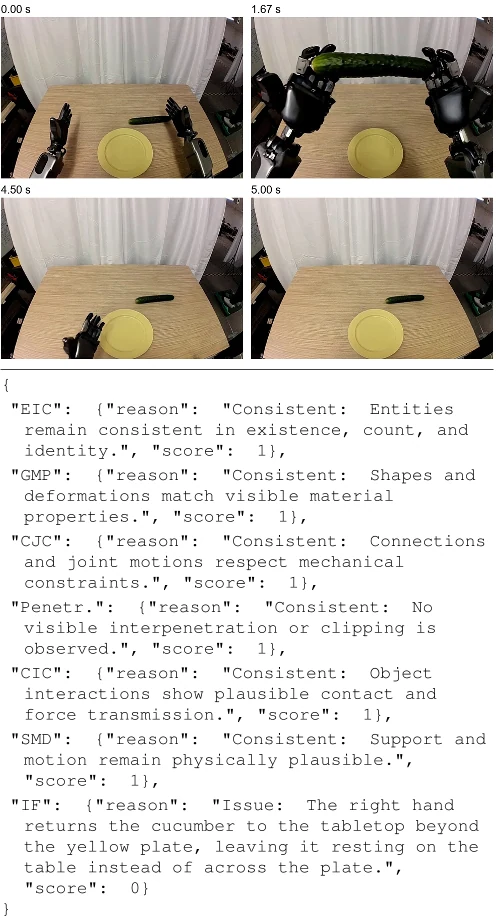 0.00 s
1.67 s
4.50 s
5.00 s
{
"EIC": {"reason": "Consistent: Entities
remain consistent in existence, count, and
identity.", "score": 1},
"GMP": {"reason": "Consistent: Shapes and
deformations match visible material
properties.", "score": 1},
"CJC": {"reason": "Consistent: Connections
and joint motions respect mechanical
constraints.", "score": 1},
"Penetr.": {"reason": "Consistent: No
visible interpenetration or clipping is
observed.", "score": 1},
"CIC": {"reason": "Consistent: Object
interactions show plausible contact and
force transmission.", "score": 1},
"SMD": {"reason": "Consistent: Support and
motion remain physically plausible.",
"score": 1},
"IF": {"reason": "Issue: The right hand
returns the cucumber to the tabletop beyond
the yellow plate, leaving it resting on the
table instead of across the plate.",
"score": 0}
}